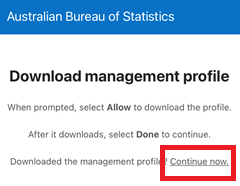 Australian Bureau of Statistics
Download management profile
When prompted, select Allow to download the profile.
After it downloads, select Done to continue.
Downloaded the management profile? Continue now.